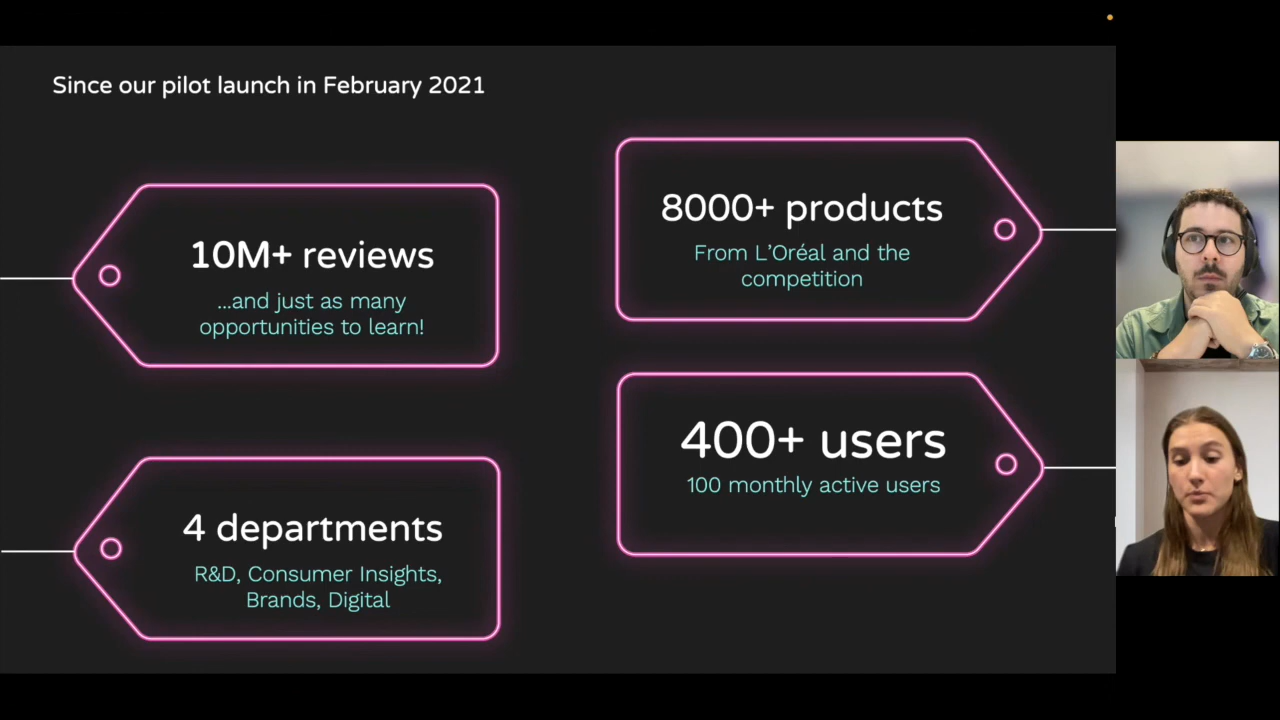 Since our pilot launch in February 2021
10M+ reviews
...and just as many
opportunities to learn!
8000+ products
From L’Oréal and the
competition
4 departments
R&D, Consumer Insights,
Brands, Digital
400+ users
100 monthly active users